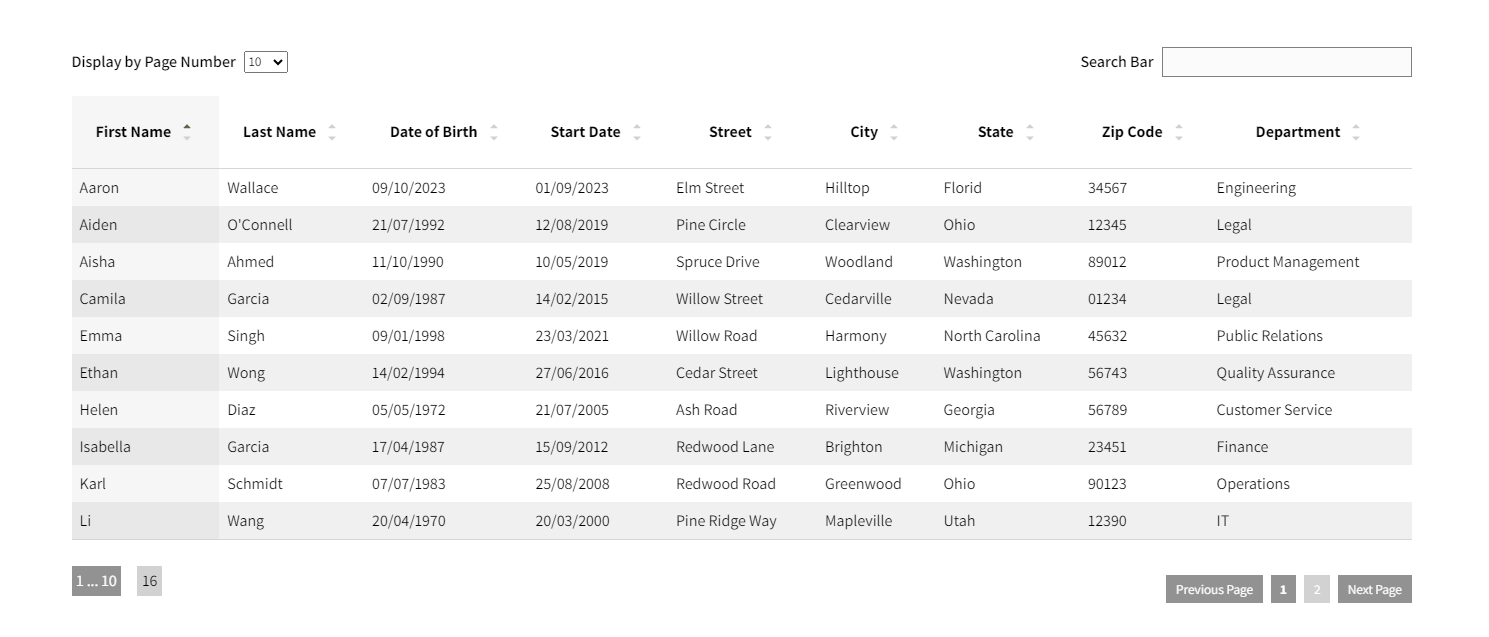 Display by Page Number 10 Search Bar
First Name Last Name Date of Birth Start Date Street City State Zip Code Department
Aaron Wallace 09/10/2023 01/09/2023 Elm Street Hilltop Florid 34567 Engineering
Aiden O'Connell 21/07/1992 12/08/2019 Pine Circle Clearview Ohio 12345 Legal
Aisha Ahmed 11/10/1990 10/05/2019 Spruce Drive Woodland Washington 89012 Product Management
Camila Garcia 02/09/1987 14/02/2015 Willow Street Cedarville Nevada 01234 Legal
Emma Singh 09/01/1998 23/03/2021 Willow Road Harmony North Carolina 45632 Public Relations
Ethan Wong 14/02/1994 27/06/2016 Cedar Street Lighthouse Washington 56743 Quality Assurance
Helen Diaz 05/05/1972 21/07/2005 Ash Road Riverview Georgia 56789 Customer Service
Isabella Garcia 17/04/1987 15/09/2012 Redwood Lane Brighton Michigan 23451 Finance
Karl Schmidt 07/07/1983 25/08/2008 Redwood Road Greenwood Ohio 90123 Operations
Li Wang 20/04/1970 20/03/2000 Pine Ridge Way Mapleville Utah 12390 IT
1 ... 10 16 Previous Page 1 2 Next Page